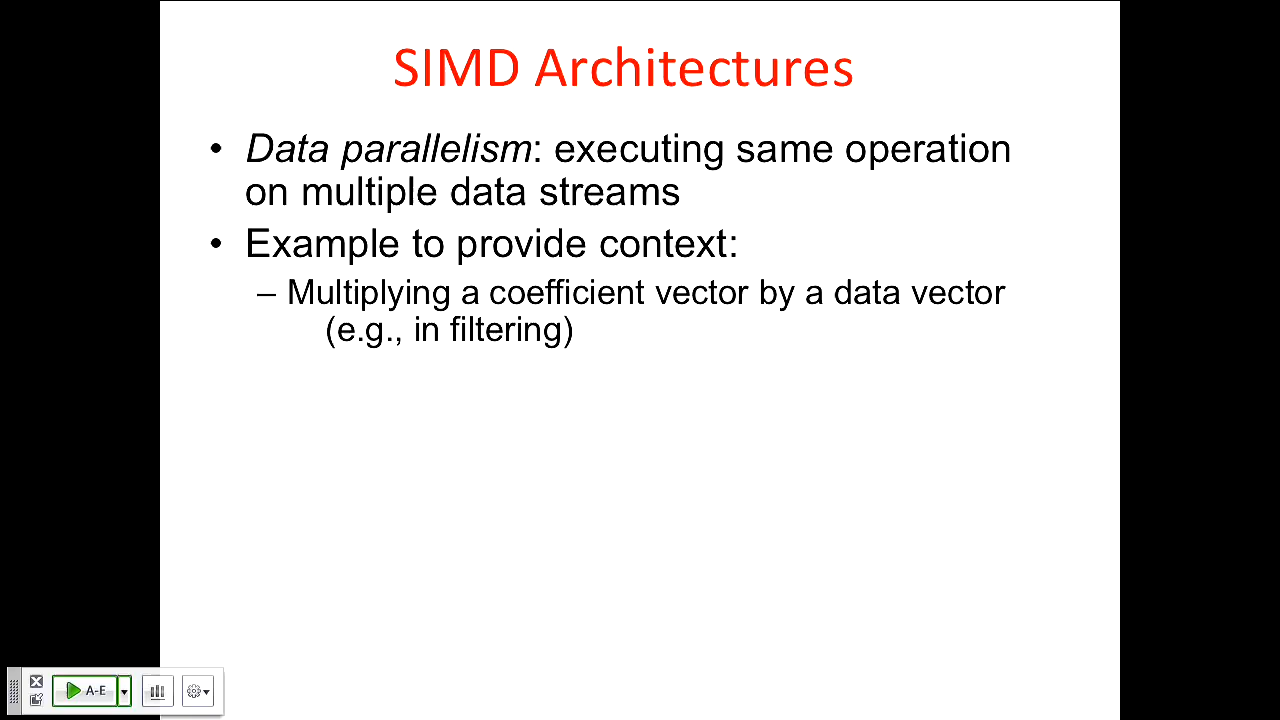 SIMD Architectures
• Data parallelism: executing same operation
on multiple data streams
• Example to provide context:
– Multiplying a coefficient vector by a data vector
(e.g., in filtering)
A-E